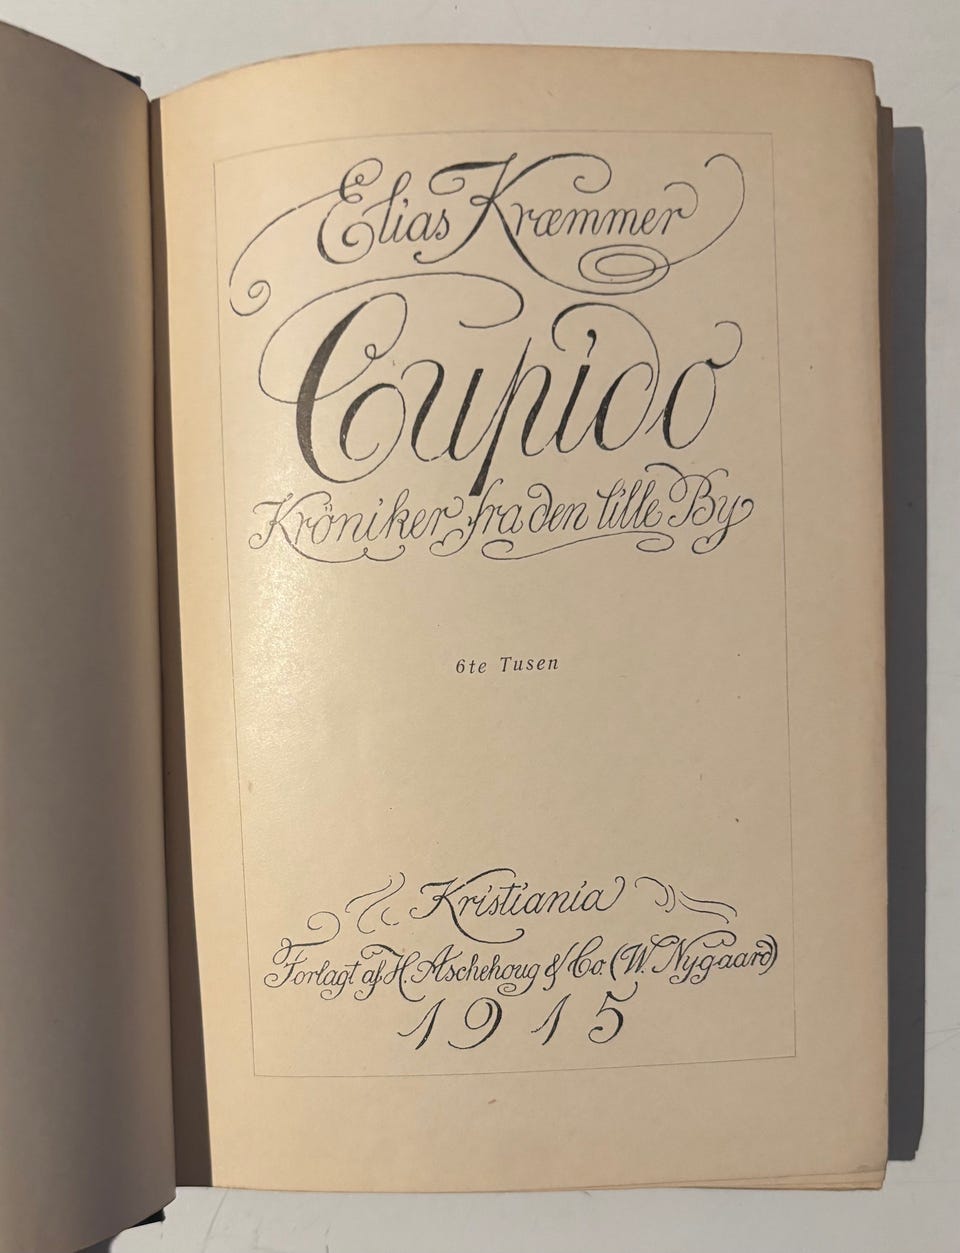 Elias Kræmmer
Cupido
Kröniker fra den lille By
6te Tusen
Kristiania
Forlagt af H. Aschehoug & Co. (W. Nygaard)
1915